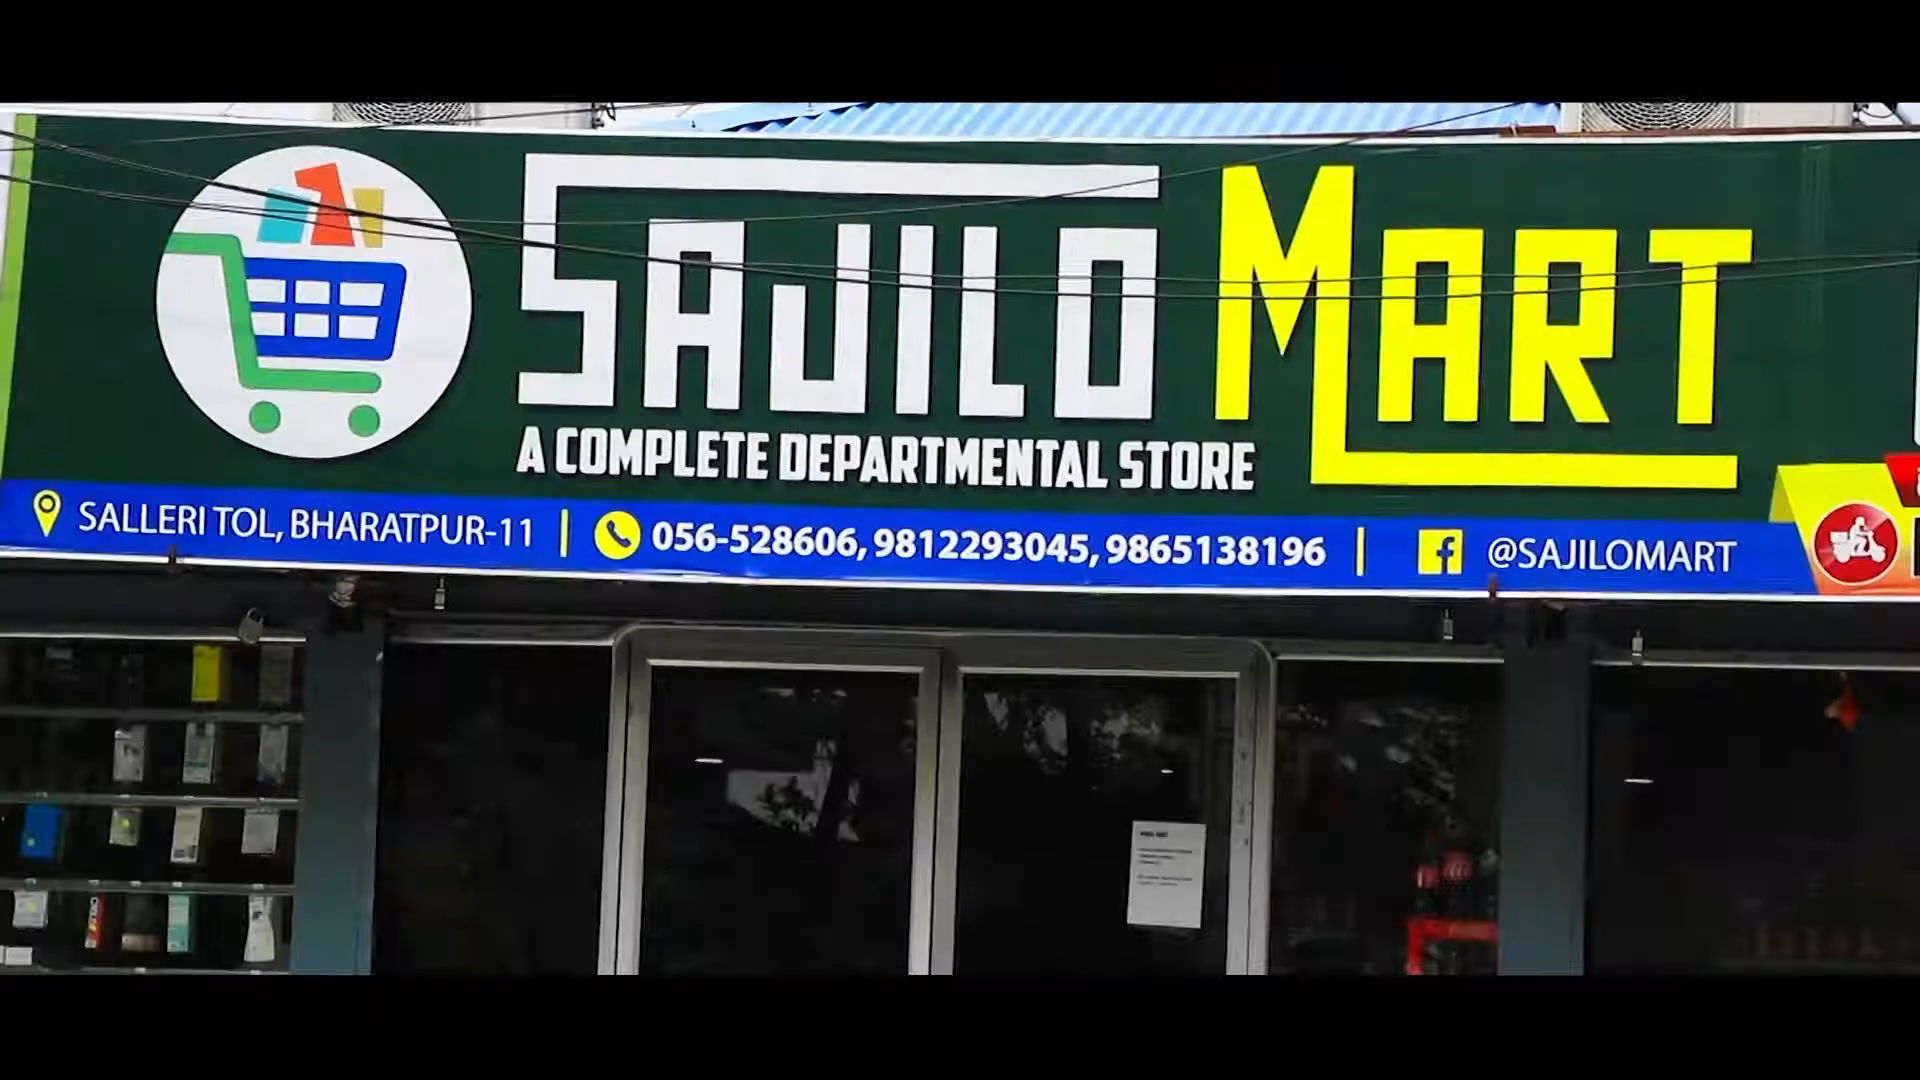 SAJILO MART
A COMPLETE DEPARTMENTAL STORE
SALLERI TOL, BHARATPUR-11 | 056-528606, 9812293045, 9865138196 | @SAJILOMART